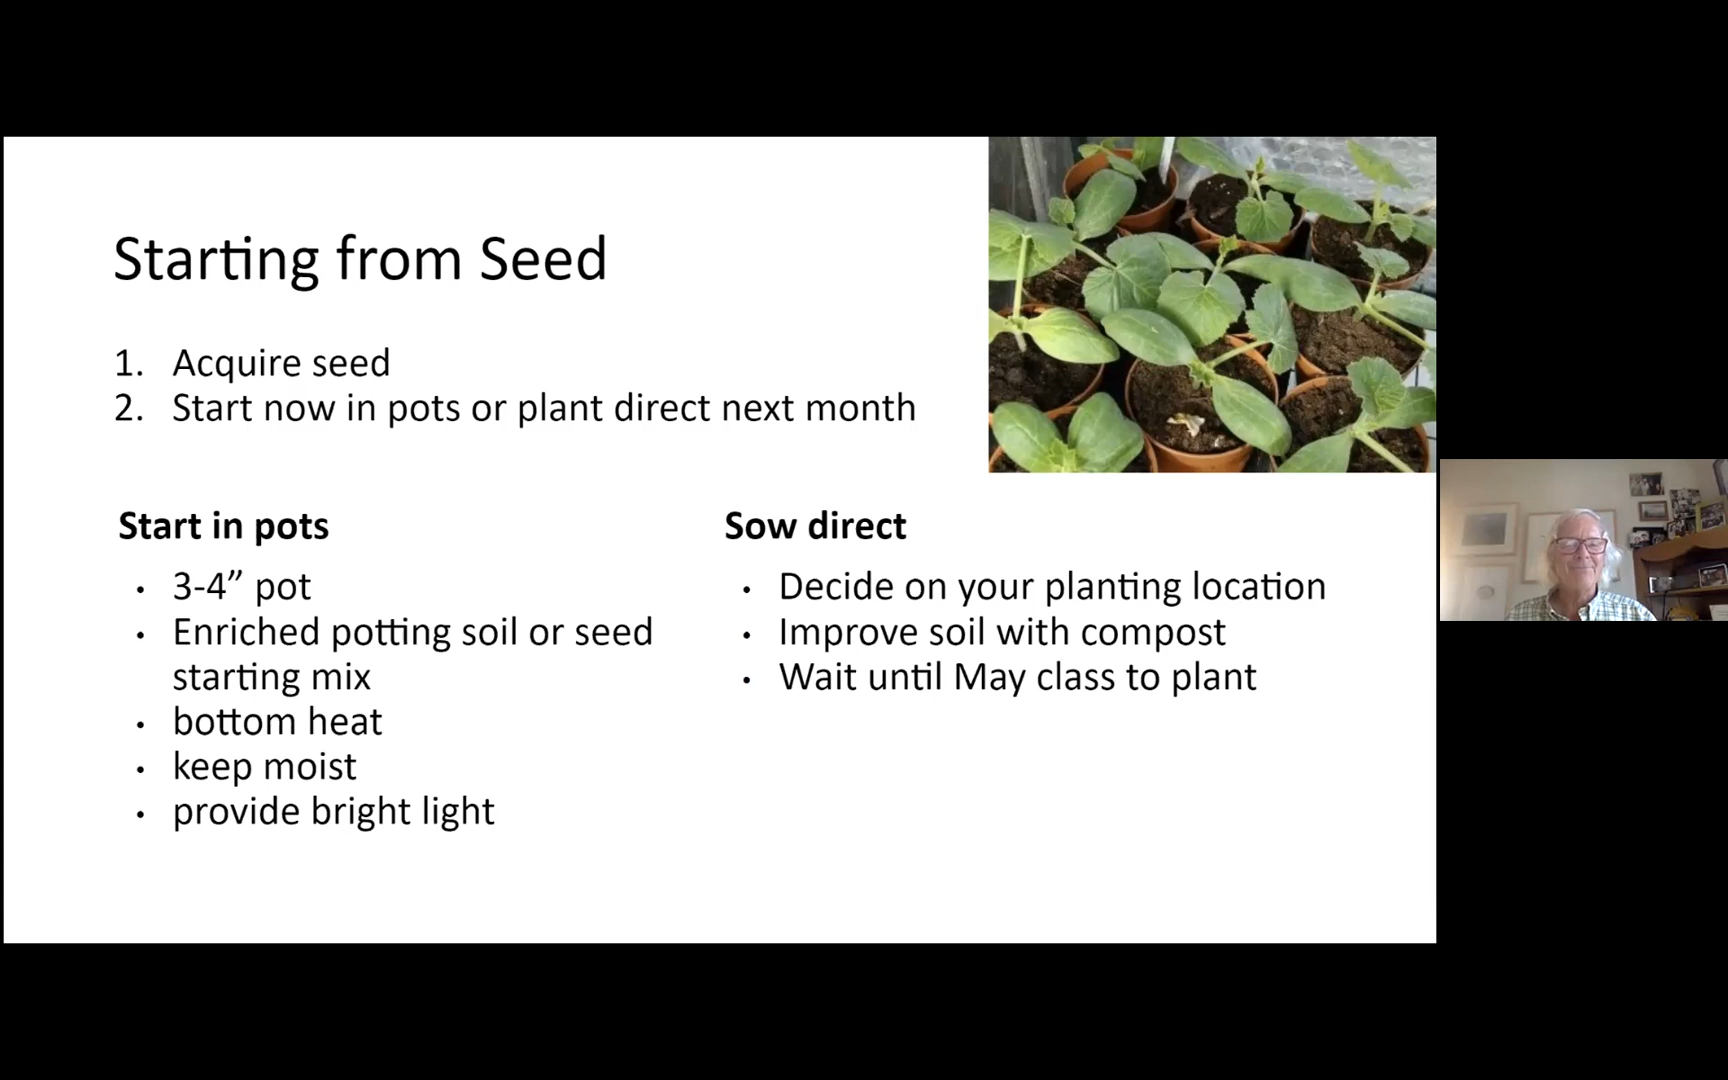 Starting from Seed
1. Acquire seed
2. Start now in pots or plant direct next month
Start in pots
• 3-4” pot
• Enriched potting soil or seed
starting mix
• bottom heat
• keep moist
• provide bright light
Sow direct
• Decide on your planting location
• Improve soil with compost
• Wait until May class to plant